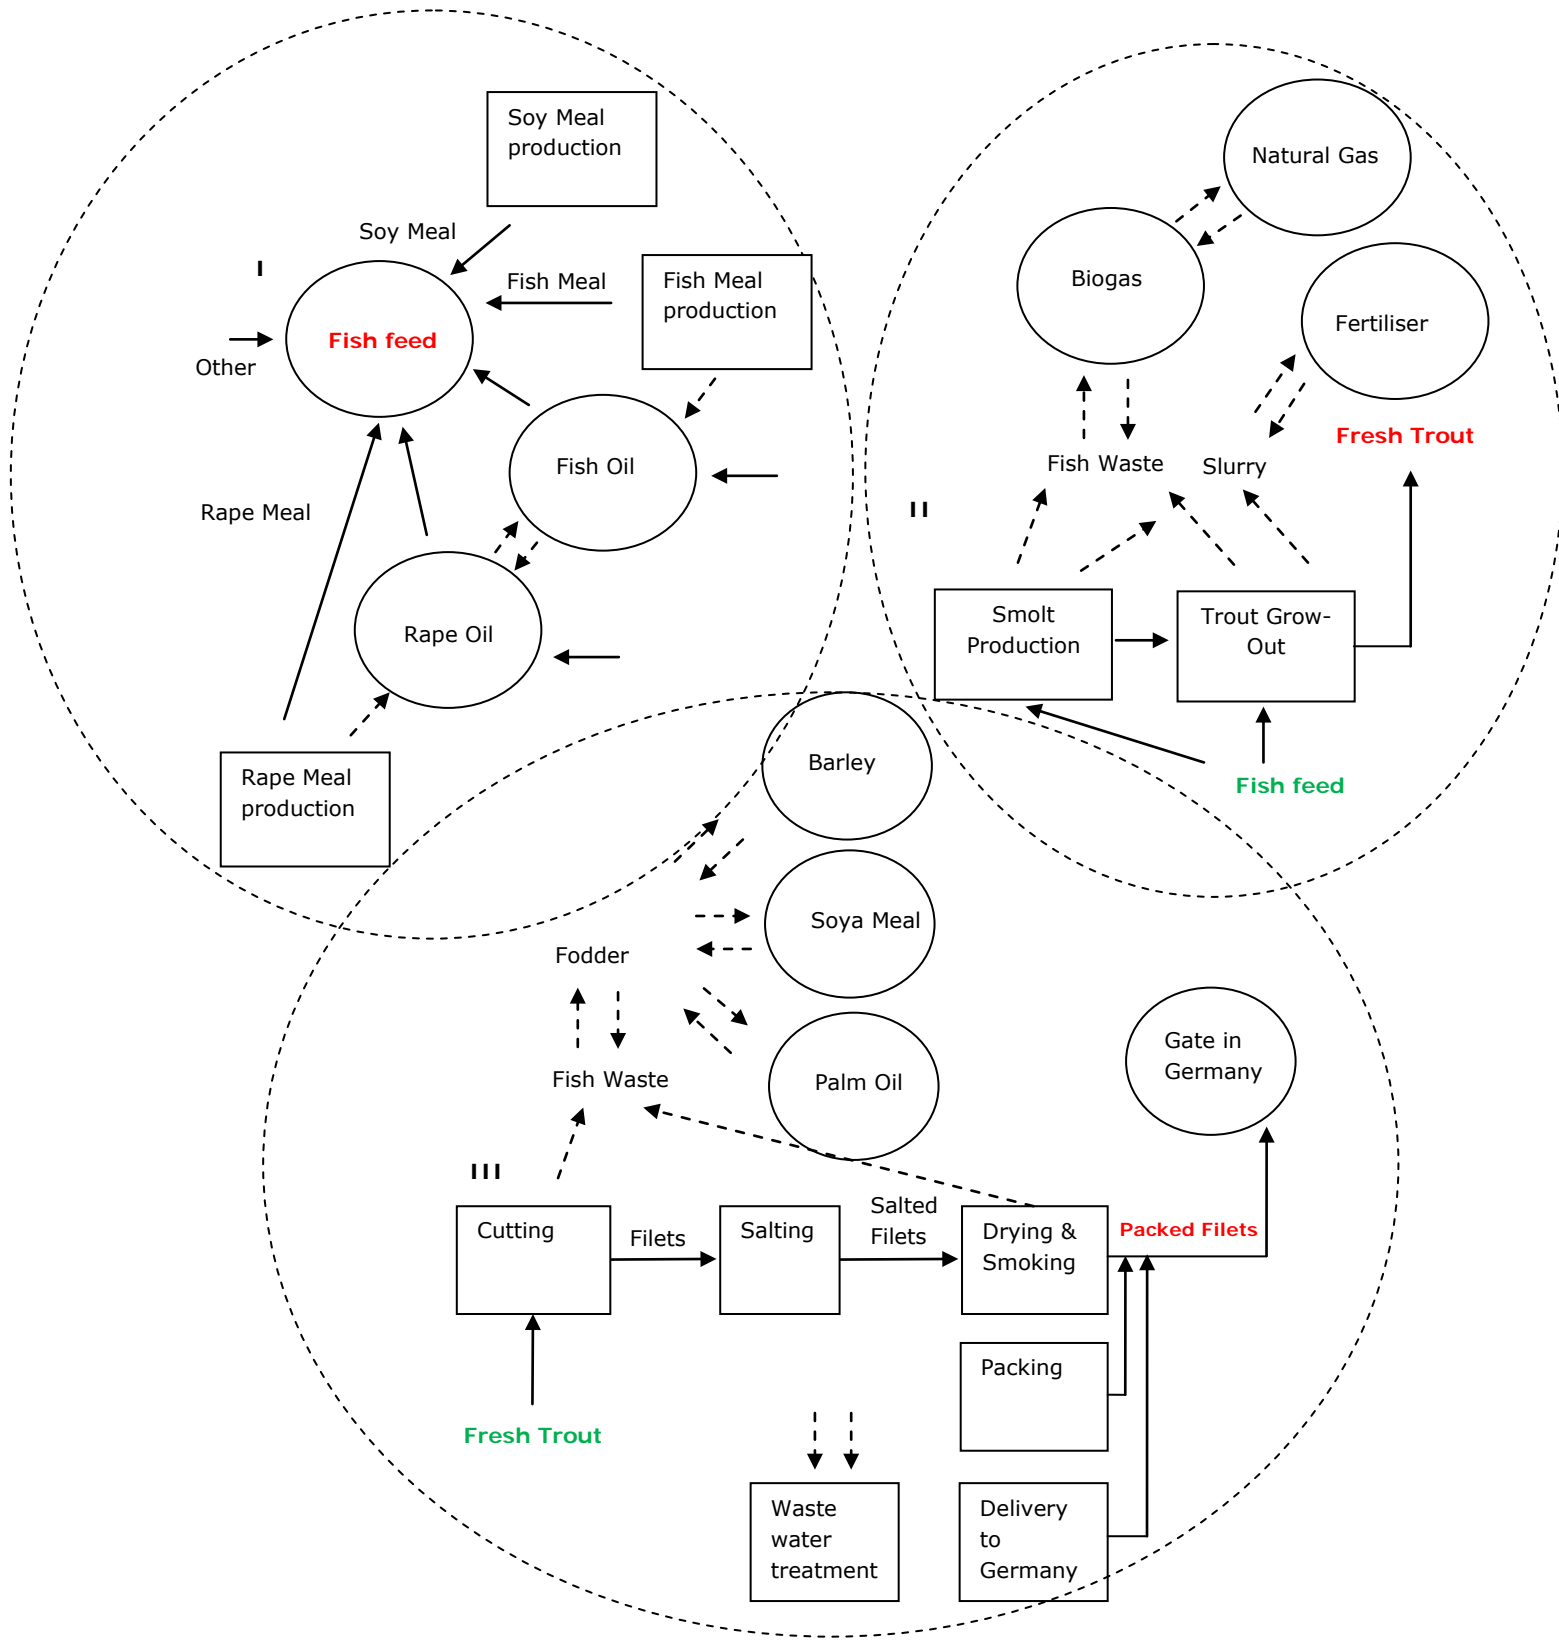 Soy Meal
production
Soy Meal
I
Fish Meal
Fish Meal
production
Fish feed
Other
Fish Oil
Rape Meal
Rape Oil
Rape Meal
production
Natural Gas
Biogas
Fertiliser
Fresh Trout
Fish Waste
Slurry
II
Smolt
Production
Trout Grow-
Out
Fish feed
Barley
Soya Meal
Fodder
Palm Oil
Fish Waste
Gate in
Germany
III
Cutting
Filets
Salting
Salted
Filets
Drying &
Smoking
Packed Filets
Packing
Fresh Trout
Waste
water
treatment
Delivery
to
Germany